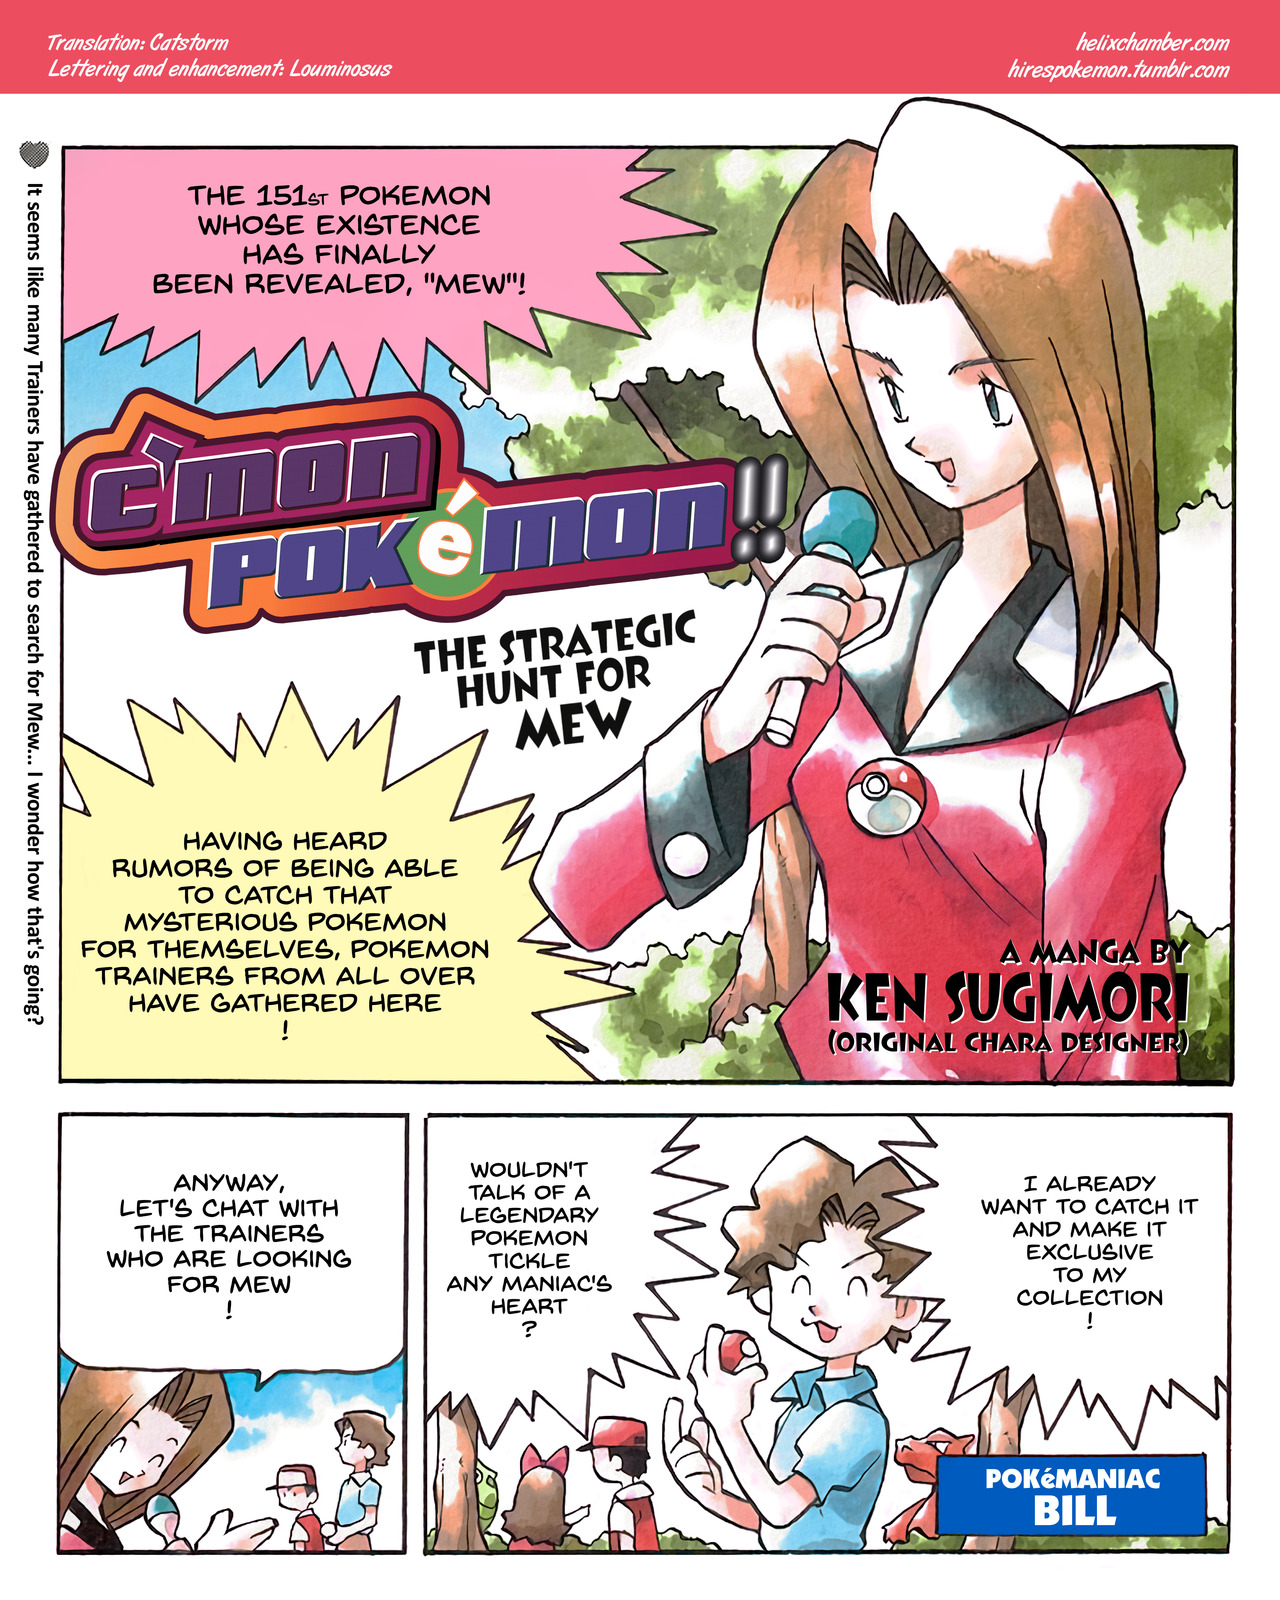 Translation: Catstorm
Lettering and enhancement: Louminosus
helixchamber.com
hirespokemon.tumblr.com
It seems like many Trainers have gathered to search for Mew... I wonder how that's going?
THE 151ST POKEMON
WHOSE EXISTENCE
HAS FINALLY
BEEN REVEALED, "MEW"!
c'mon
POKémon!!
THE STRATEGIC
HUNT FOR
MEW
HAVING HEARD
RUMORS OF BEING ABLE
TO CATCH THAT
MYSTERIOUS POKEMON
FOR THEMSELVES, POKEMON
TRAINERS FROM ALL OVER
HAVE GATHERED HERE
!
A MANGA BY
KEN SUGIMORI
(ORIGINAL CHARA DESIGNER)
ANYWAY,
LET'S CHAT WITH
THE TRAINERS
WHO ARE LOOKING
FOR MEW
!
WOULDN'T
TALK OF A
LEGENDARY
POKEMON
TICKLE
ANY MANIAC'S
HEART
?
I ALREADY
WANT TO CATCH IT
AND MAKE IT
EXCLUSIVE
TO MY
COLLECTION
!
POKéMANIAC
BILL